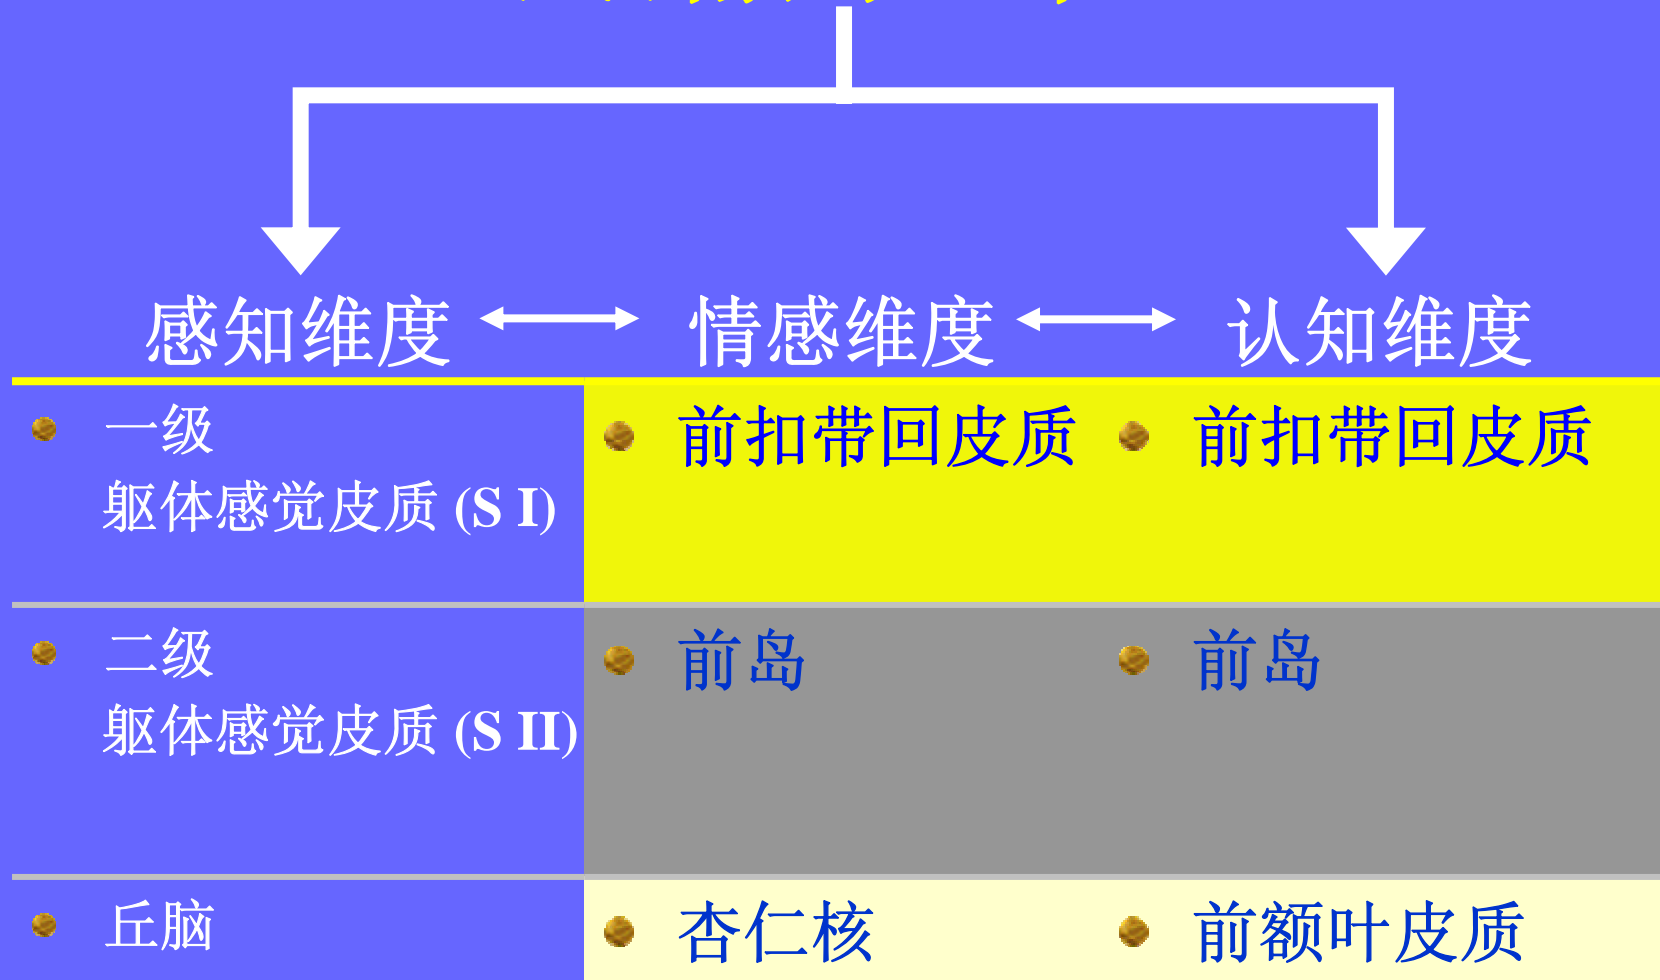 感知维度 情感维度 认知维度
一级 前扣带回皮质 前扣带回皮质
躯体感觉皮质 (S I)
二级 前岛 前岛
躯体感觉皮质 (S II)
丘脑 杏仁核 前额叶皮质